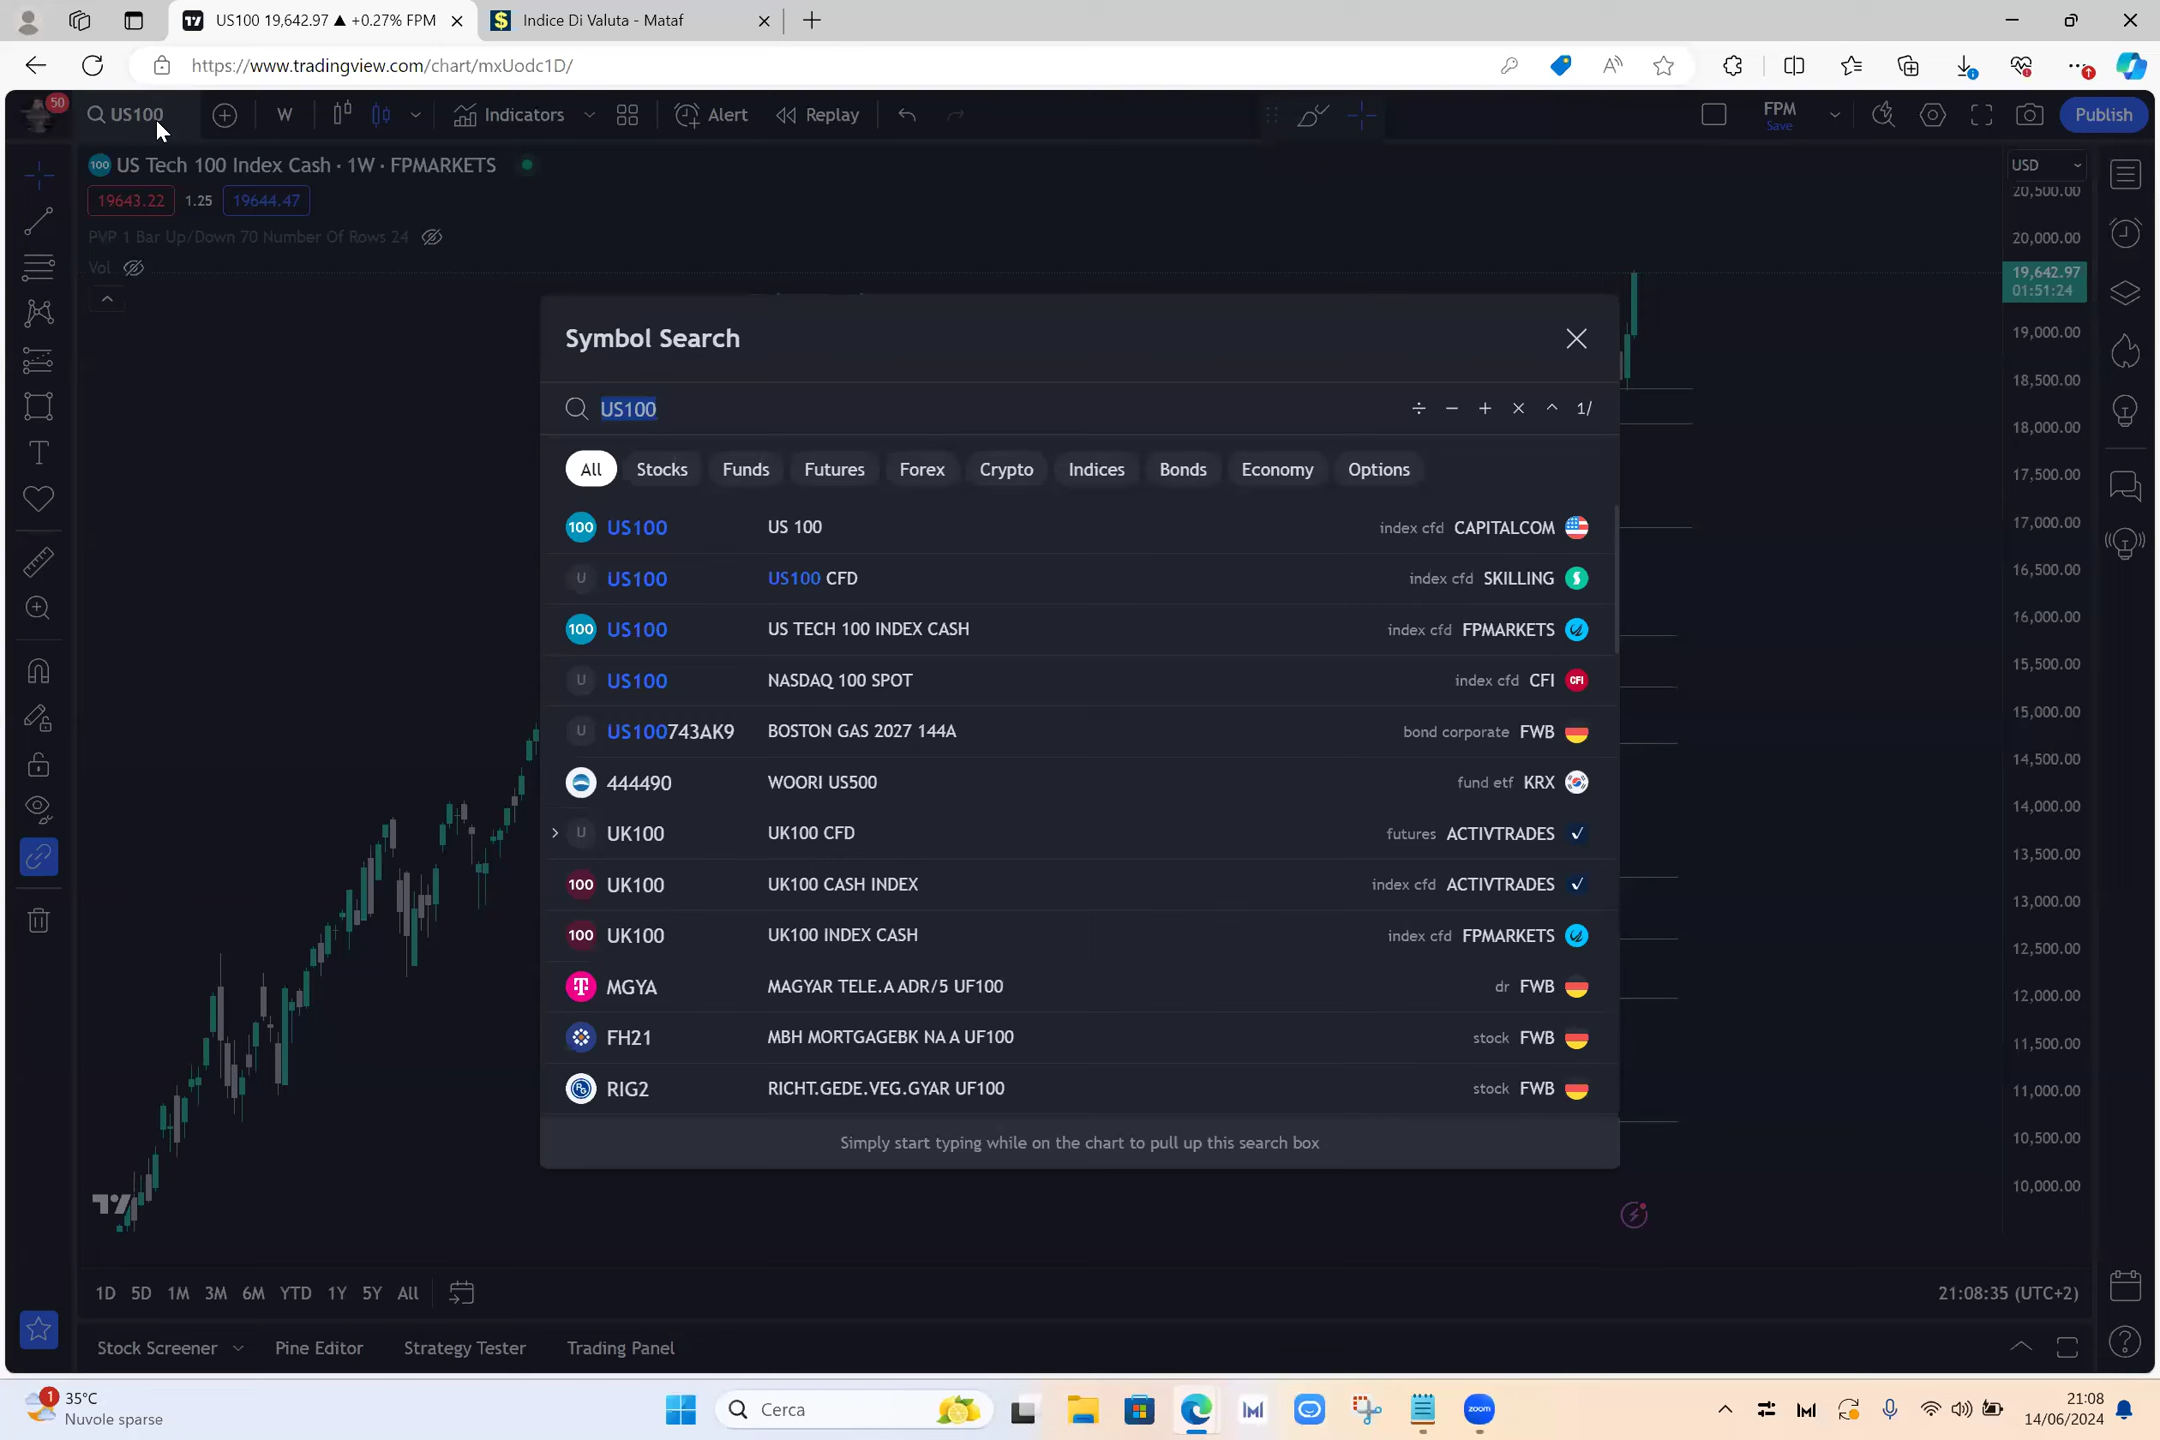 US100 19,642.97 ▲ +0.27% FPM
Indice Di Valuta - Mataf
https://www.tradingview.com/chart/mxUodc1D/
50
US100
W
Indicators
Alert
Replay
FPM
Save
Publish
US Tech 100 Index Cash · 1W · FPMARKETS
19643.22 1.25 19644.47
PVP 1 Bar Up/Down 70 Number Of Rows 24
Vol
USD
20,500.00
20,000.00
19,642.97
01:51:24
19,000.00
18,500.00
18,000.00
17,500.00
17,000.00
16,500.00
16,000.00
15,500.00
15,000.00
14,500.00
14,000.00
13,500.00
13,000.00
12,500.00
12,000.00
11,500.00
11,000.00
10,500.00
10,000.00
Symbol Search
US100
÷ − + × ^ 1/
All Stocks Funds Futures Forex Crypto Indices Bonds Economy Options
100 US100 US 100 index cfd CAPITALCOM
U US100 US100 CFD index cfd SKILLING
100 US100 US TECH 100 INDEX CASH index cfd FPMARKETS
U US100 NASDAQ 100 SPOT index cfd CFI CFI
U US100743AK9 BOSTON GAS 2027 144A bond corporate FWB
444490 WOORI US500 fund etf KRX
U UK100 UK100 CFD futures ACTIVTRADES
100 UK100 UK100 CASH INDEX index cfd ACTIVTRADES
100 UK100 UK100 INDEX CASH index cfd FPMARKETS
MGYA MAGYAR TELE.A ADR/5 UF100 dr FWB
FH21 MBH MORTGAGEBK NA A UF100 stock FWB
RIG2 RICHT.GEDE.VEG.GYAR UF100 stock FWB
Simply start typing while on the chart to pull up this search box
1D 5D 1M 3M 6M YTD 1Y 5Y All
21:08:35 (UTC+2)
Stock Screener Pine Editor Strategy Tester Trading Panel
1
35°C
Nuvole sparse
Cerca
zoom
21:08
14/06/2024